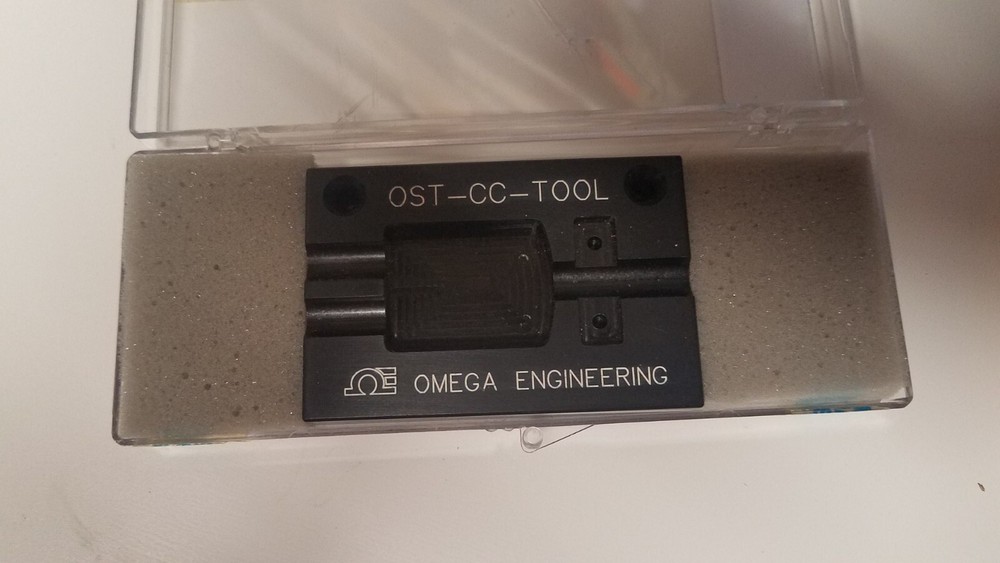 OST-CC-TOOL
OMEGA ENGINEERING